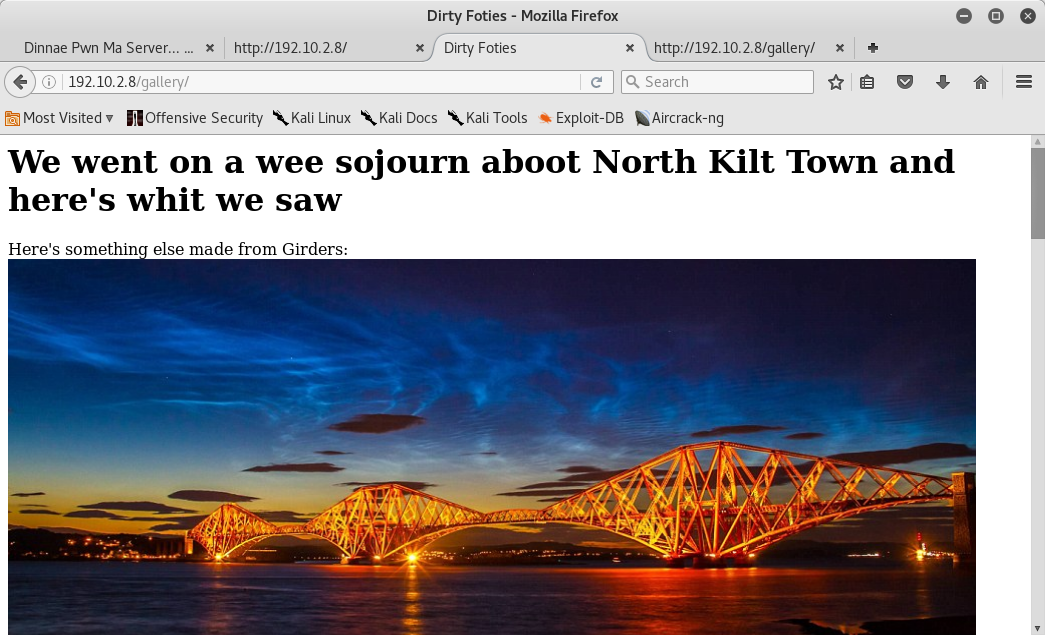 Dirty Foties - Mozilla Firefox
Dinnae Pwn Ma Server... ...
http://192.10.2.8/
Dirty Foties
http://192.10.2.8/gallery/
192.10.2.8/gallery/
Search
Most Visited
Offensive Security
Kali Linux
Kali Docs
Kali Tools
Exploit-DB
Aircrack-ng
We went on a wee sojourn aboot North Kilt Town and
here's whit we saw
Here's something else made from Girders: